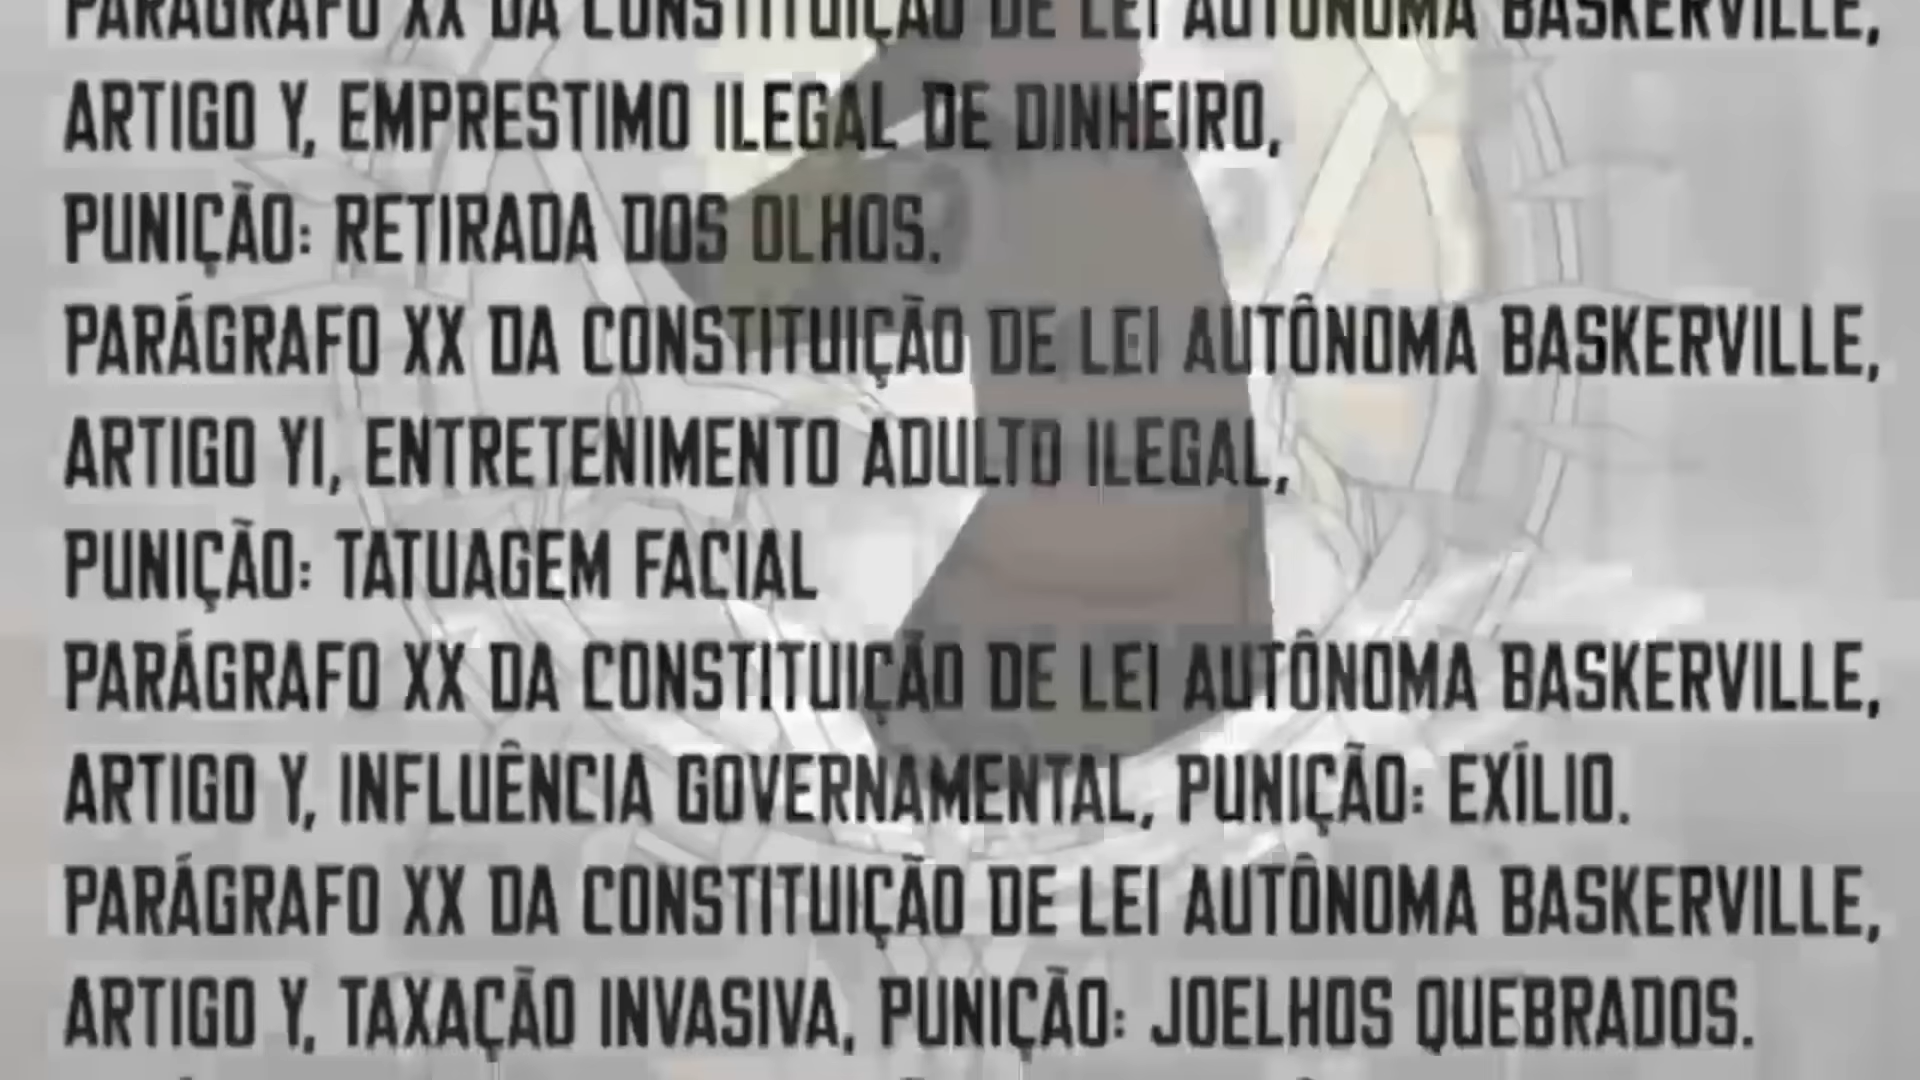 PARÁGRAFO XX DA CONSTITUIÇÃO DE LEI AUTÔNOMA BASKERVILLE,
ARTIGO Y, EMPRESTIMO ILEGAL DE DINHEIRO,
PUNIÇÃO: RETIRADA DOS OLHOS.
PARÁGRAFO XX DA CONSTITUIÇÃO DE LEI AUTÔNOMA BASKERVILLE,
ARTIGO YI, ENTRETENIMENTO ADULTO ILEGAL,
PUNIÇÃO: TATUAGEM FACIAL
PARÁGRAFO XX DA CONSTITUIÇÃO DE LEI AUTÔNOMA BASKERVILLE,
ARTIGO Y, INFLUÊNCIA GOVERNAMENTAL, PUNIÇÃO: EXÍLIO.
PARÁGRAFO XX DA CONSTITUIÇÃO DE LEI AUTÔNOMA BASKERVILLE,
ARTIGO Y, TAXAÇÃO INVASIVA, PUNIÇÃO: JOELHOS QUEBRADOS.